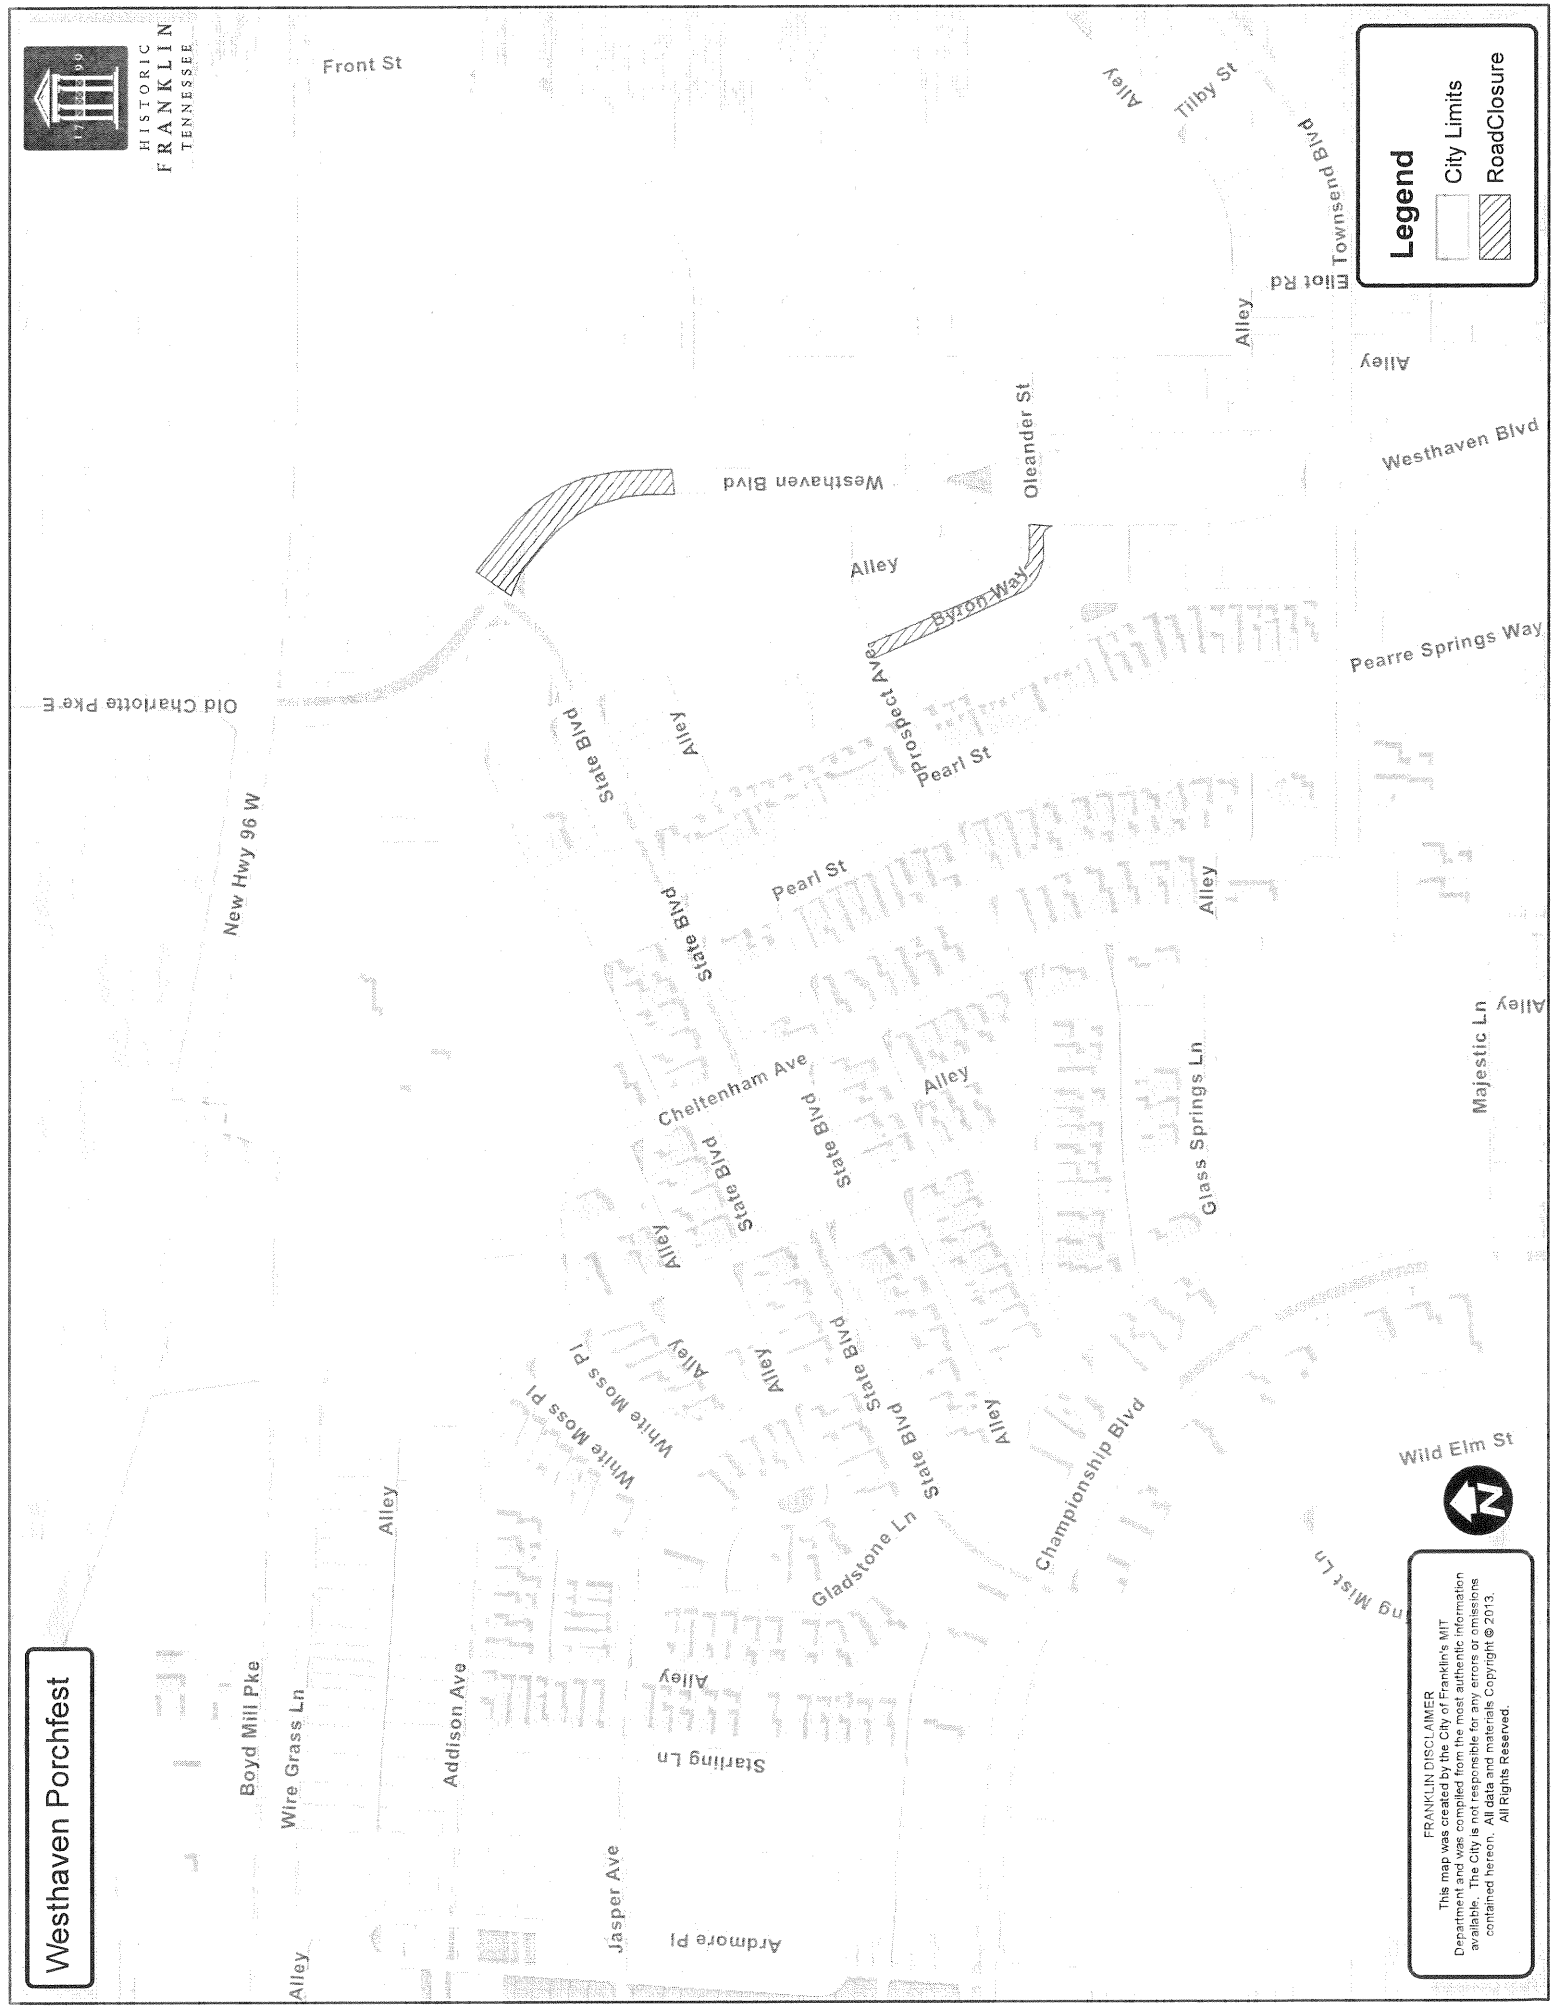 Westhaven Porchfest
HISTORIC
FRANKLIN
TENNESSEE
Front St
Old Charlotte Pke E
New Hwy 96 W
Boyd Mill Pke
Wire Grass Ln
Alley
Alley
Addison Ave
Jasper Ave
Ardmore Pl
Starling Ln
Alley
White Moss Pl
White Moss Pl
Alley
Alley
Alley
State Blvd
State Blvd
State Blvd
State Blvd
State Blvd
State Blvd
Alley
Cheltenham Ave
Pearl St
Pearl St
Prospect Ave
Byron Way
Alley
Westhaven Blvd
Oleander St
Alley
Alley
Gladstone Ln
Championship Blvd
Glass Springs Ln
Alley
Alley
Tilby St
Alley
Townsend Blvd
Eliot Rd
Alley
Westhaven Blvd
Pearre Springs Way
Alley
Majestic Ln
Wild Elm St
ng Mist Ln
N
Legend
City Limits
RoadClosure
FRANKLIN DISCLAIMER
This map was created by the City of Franklin's MIT
Department and was compiled from the most authentic information
available. The City is not responsible for any errors or omissions
contained hereon. All data and materials Copyright © 2013.
All Rights Reserved.